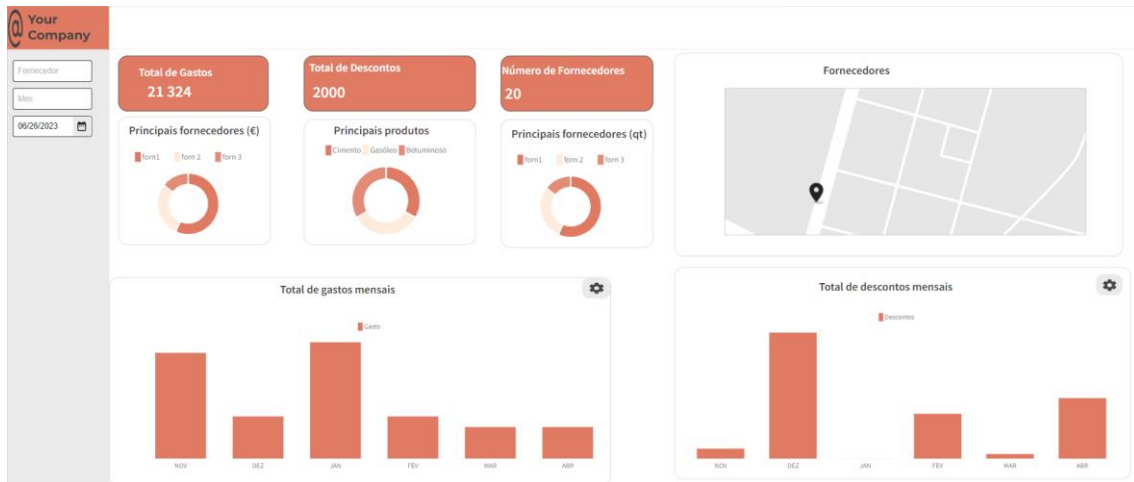 @ Your
Company
Fornecedor
Mes
06/26/2023
Total de Gastos
21 324
Total de Descontos
2000
Número de Fornecedores
20
Fornecedores
Principais fornecedores (€)
forn1 forn 2 forn 3
Principais produtos
Cimento Gasólos Betuminoso
Principais fornecedores (qt)
forn1 forn 2 forn 3
Total de gastos mensais
Gasto
NOV DEZ JAN FEV MAR ABR
Total de descontos mensais
Descontos
NOV DEZ JAN FEV MAR ABR